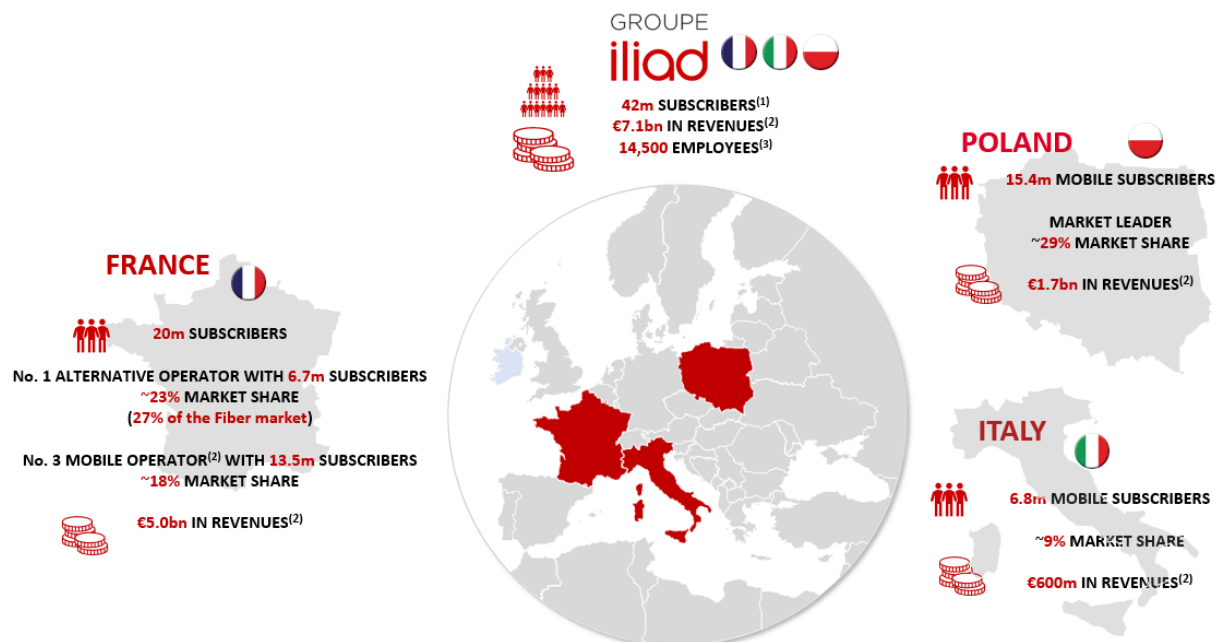 GROUPE
iliad
42m SUBSCRIBERS(1)
€7.1bn IN REVENUES(2)
14,500 EMPLOYEES(3)
POLAND
15.4m MOBILE SUBSCRIBERS
MARKET LEADER
~29% MARKET SHARE
€1.7bn IN REVENUES(2)
FRANCE
20m SUBSCRIBERS
No. 1 ALTERNATIVE OPERATOR WITH 6.7m SUBSCRIBERS
~23% MARKET SHARE
(27% of the Fiber market)
No. 3 MOBILE OPERATOR(2) WITH 13.5m SUBSCRIBERS
~18% MARKET SHARE
€5.0bn IN REVENUES(2)
ITALY
6.8m MOBILE SUBSCRIBERS
~9% MARKET SHARE
€600m IN REVENUES(2)